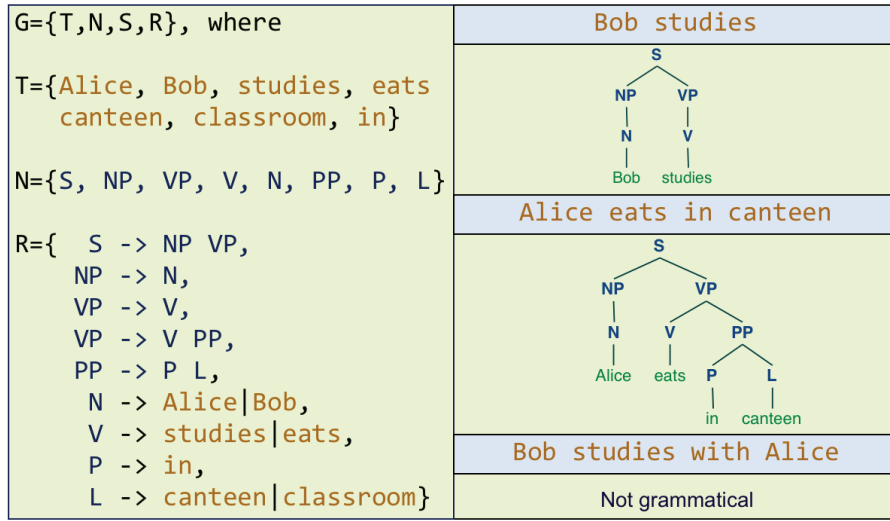 G={T,N,S,R}, where
T={Alice, Bob, studies, eats
canteen, classroom, in}
N={S, NP, VP, V, N, PP, P, L}
R={ S -> NP VP,
NP -> N,
VP -> V,
VP -> V PP,
PP -> P L,
N -> Alice|Bob,
V -> studies|eats,
P -> in,
L -> canteen|classroom}
Bob studies
S
NP VP
N V
Bob studies
Alice eats in canteen
S
NP VP
N V PP
Alice eats P L
in canteen
Bob studies with Alice
Not grammatical